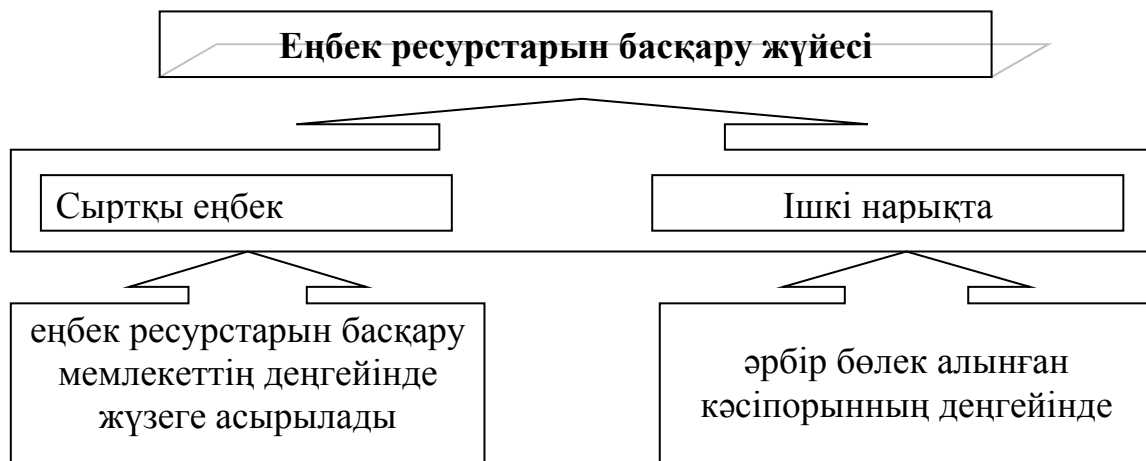 Еңбек ресурстарын басқару жүйесі
Сыртқы еңбек
Ішкі нарықта
еңбек ресурстарын басқару
мемлекеттің деңгейінде
жүзеге асырылады
әрбір бөлек алынған
кәсіпорынның деңгейінде